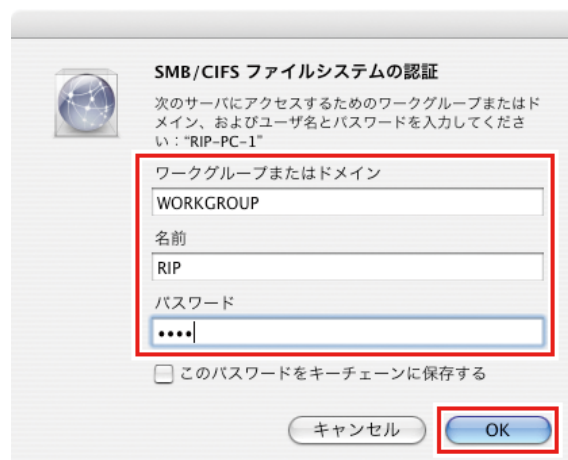 SMB/CIFS ファイルシステムの認証
次のサーバにアクセスするためのワークグループまたはド
メイン、およびユーザ名とパスワードを入力してくださ
い："RIP-PC-1"
ワークグループまたはドメイン
WORKGROUP
名前
RIP
パスワード
••••
このパスワードをキーチェーンに保存する
キャンセル
OK